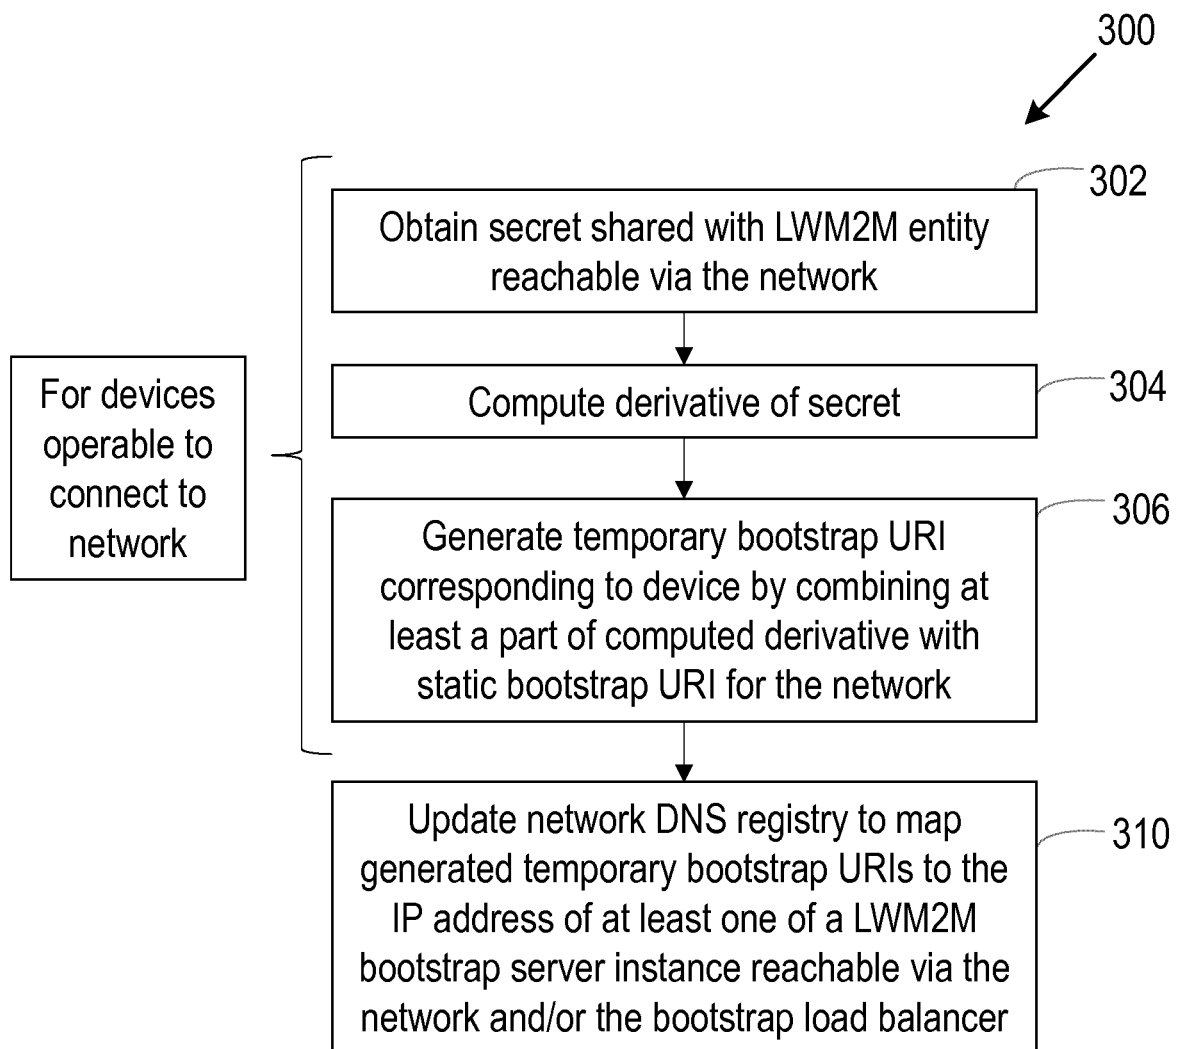 300
302
Obtain secret shared with LWM2M entity
reachable via the network
304
Compute derivative of secret
For devices
operable to
connect to
network
306
Generate temporary bootstrap URI
corresponding to device by combining at
least a part of computed derivative with
static bootstrap URI for the network
310
Update network DNS registry to map
generated temporary bootstrap URIs to the
IP address of at least one of a LWM2M
bootstrap server instance reachable via the
network and/or the bootstrap load balancer